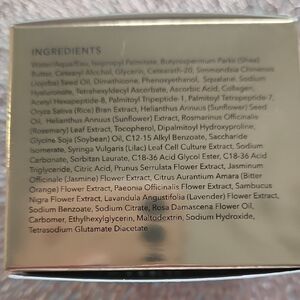 INGREDIENTS
Water/Aqua/Eau, Isopropyl Palmitate, Butyrospermum Parkii (Shea)
Butter, Cetearyl Alcohol, Glycerin, Ceteareth-20, Simmondsia Chinensis
(Jojoba) Seed Oil, Dimethicone, Phenoxyethanol, Squalane, Sodium
Hyaluronate, Tetrahexyldecyl Ascorbate, Ascorbic Acid, Collagen,
Acetyl Hexapeptide-8, Palmitoyl Tripeptide-1, Palmitoyl Tetrapeptide-7,
Oryza Sativa (Rice) Bran Extract, Helianthus Annuus (Sunflower) Seed
Oil, Helianthus Annuus (Sunflower) Extract, Rosmarinus Officinalis
(Rosemary) Leaf Extract, Tocopherol, Dipalmitoyl Hydroxyproline,
Glycine Soja (Soybean) Oil, C12-15 Alkyl Benzoate, Saccharide
Isomerate, Syringa Vulgaris (Lilac) Leaf Cell Culture Extract, Sodium
Carbonate, Sorbitan Laurate, C18-36 Acid Glycol Ester, C18-36 Acid
Triglyceride, Citric Acid, Prunus Serrulata Flower Extract, Jasminum
Officinale (Jasmine) Flower Extract, Citrus Aurantium Amara (Bitter
Orange) Flower Extract, Paeonia Officinalis Flower Extract, Sambucus
Nigra Flower Extract, Lavandula Angustifolia (Lavender) Flower Extract,
Sodium Benzoate, Sodium Citrate, Rosa Damascena Flower Oil,
Carbomer, Ethylhexylglycerin, Maltodextrin, Sodium Hydroxide,
Tetrasodium Glutamate Diacetate